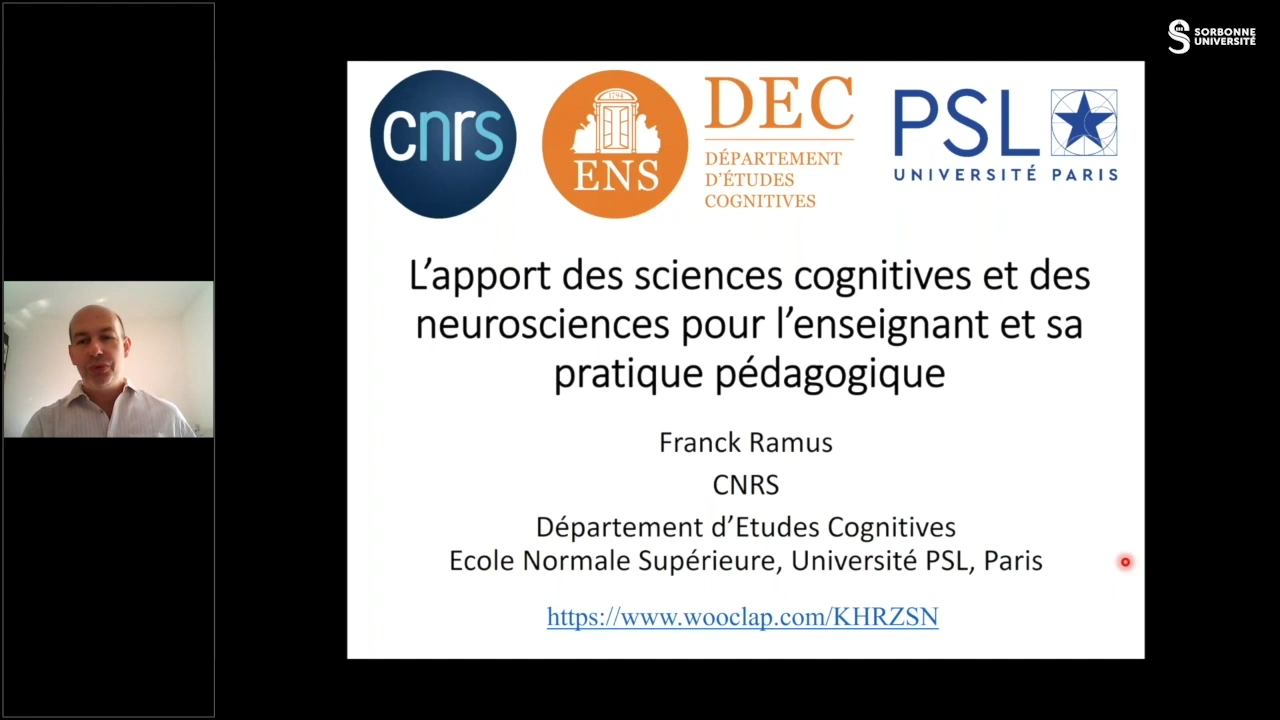 SORBONNE
UNIVERSITÉ
cnrs
1794
ENS
DEC
DÉPARTEMENT
D'ÉTUDES
COGNITIVES
PSL
UNIVERSITÉ PARIS
L'apport des sciences cognitives et des
neurosciences pour l'enseignant et sa
pratique pédagogique
Franck Ramus
CNRS
Département d'Etudes Cognitives
Ecole Normale Supérieure, Université PSL, Paris
https://www.wooclap.com/KHRZSN